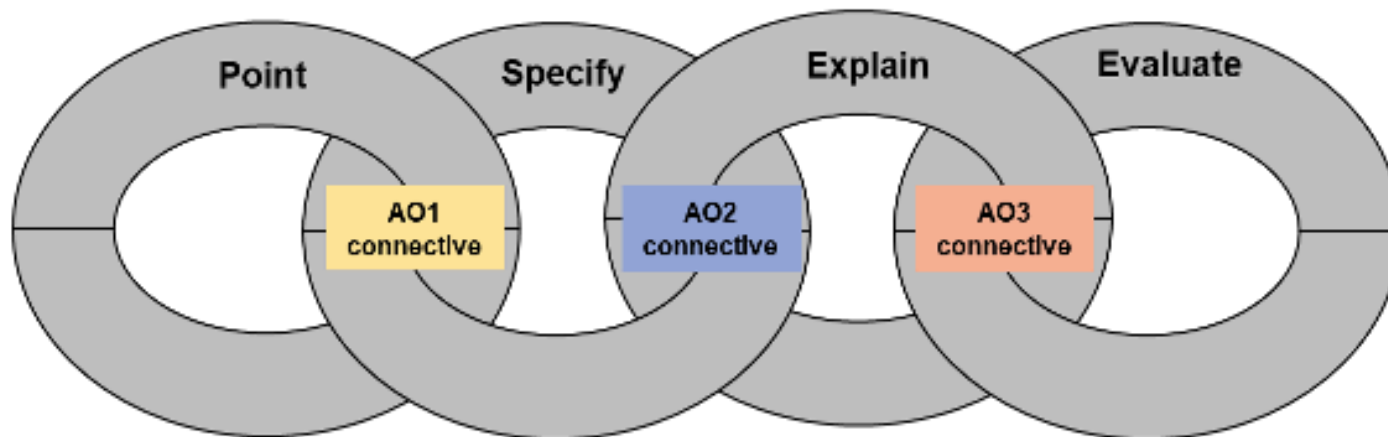 Point
Specify
Explain
Evaluate
AO1
connective
AO2
connective
AO3
connective